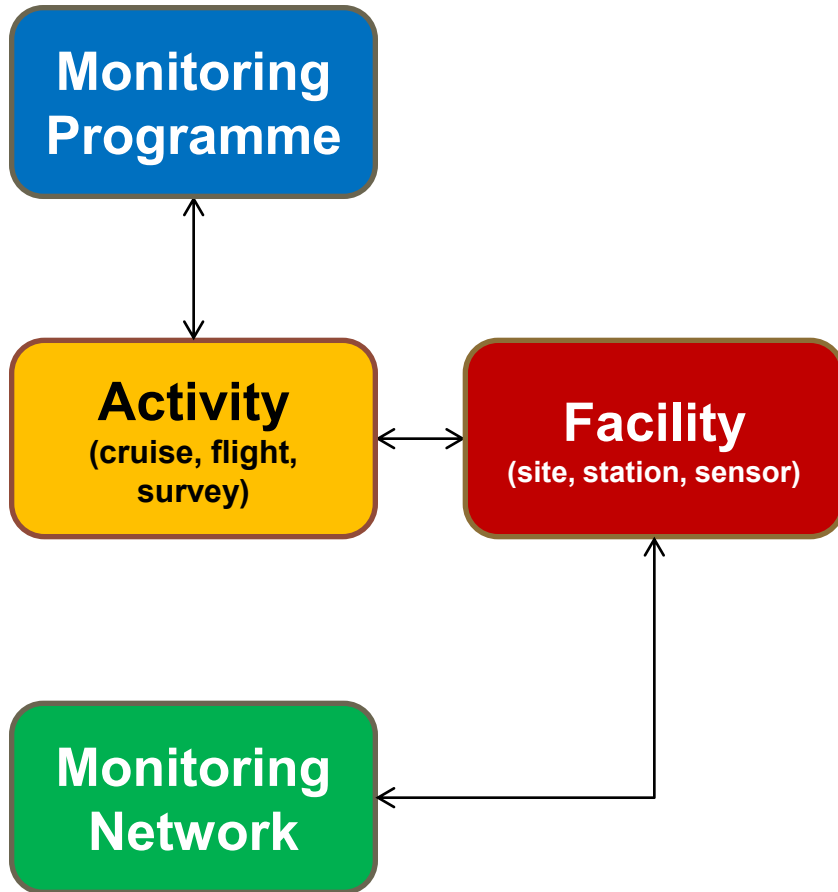 Monitoring
Programme
Activity
(cruise, flight,
survey)
Facility
(site, station, sensor)
Monitoring
Network